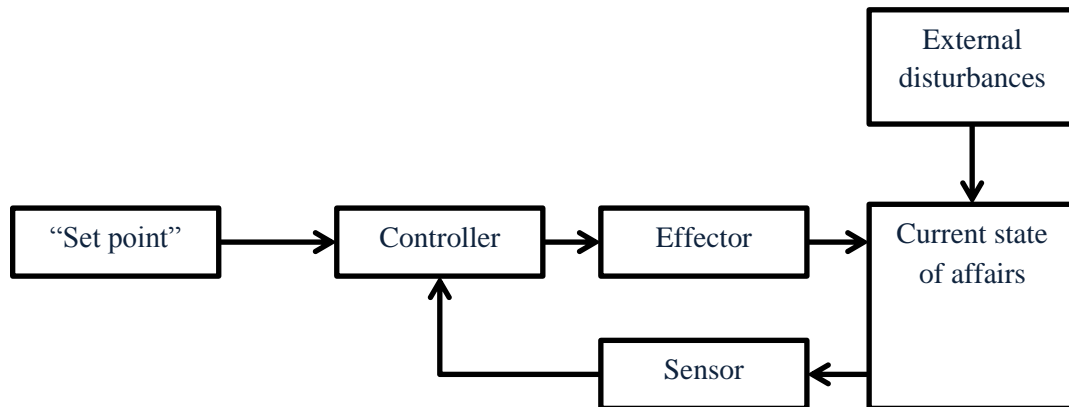 External
disturbances
“Set point”
Controller
Effector
Current state
of affairs
Sensor